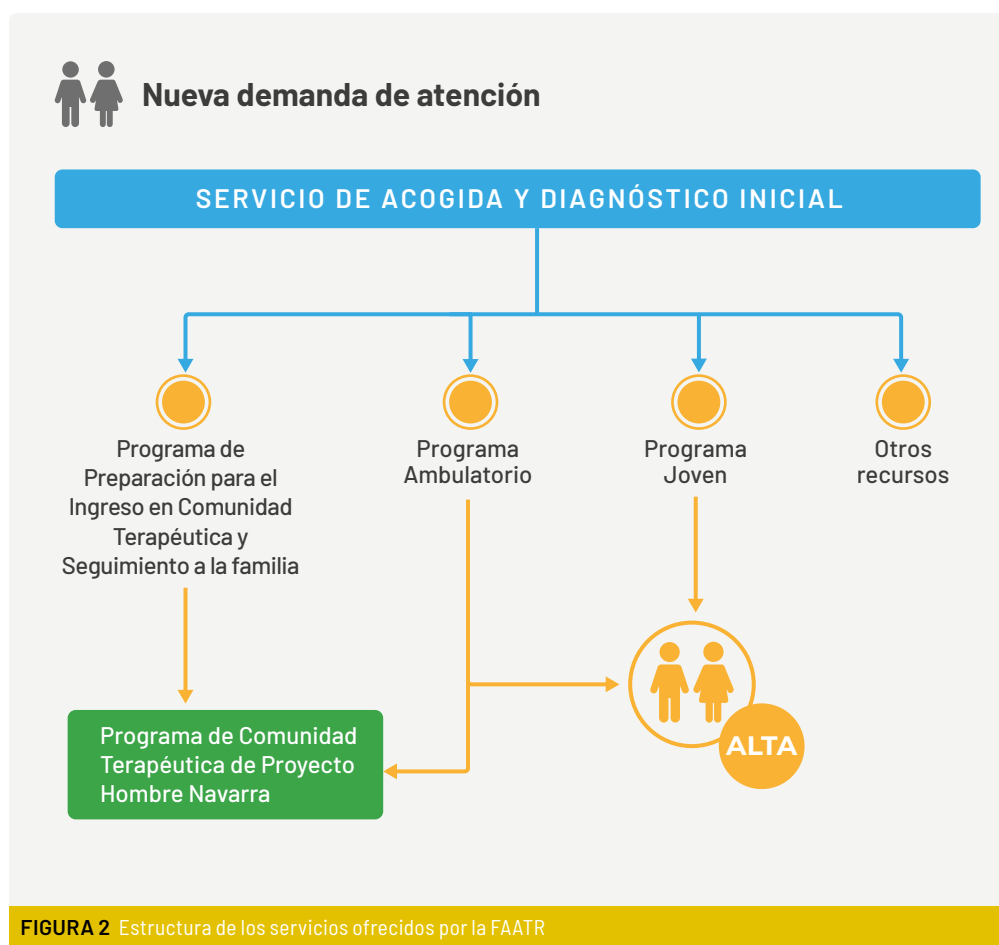 Nueva demanda de atención
SERVICIO DE ACOGIDA Y DIAGNÓSTICO INICIAL
Programa de
Preparación para el
Ingreso en Comunidad
Terapéutica y
Seguimiento a la familia
Programa
Ambulatorio
Programa
Joven
Otros
recursos
Programa de Comunidad
Terapéutica de Proyecto
Hombre Navarra
ALTA
FIGURA 2 Estructura de los servicios ofrecidos por la FAATR